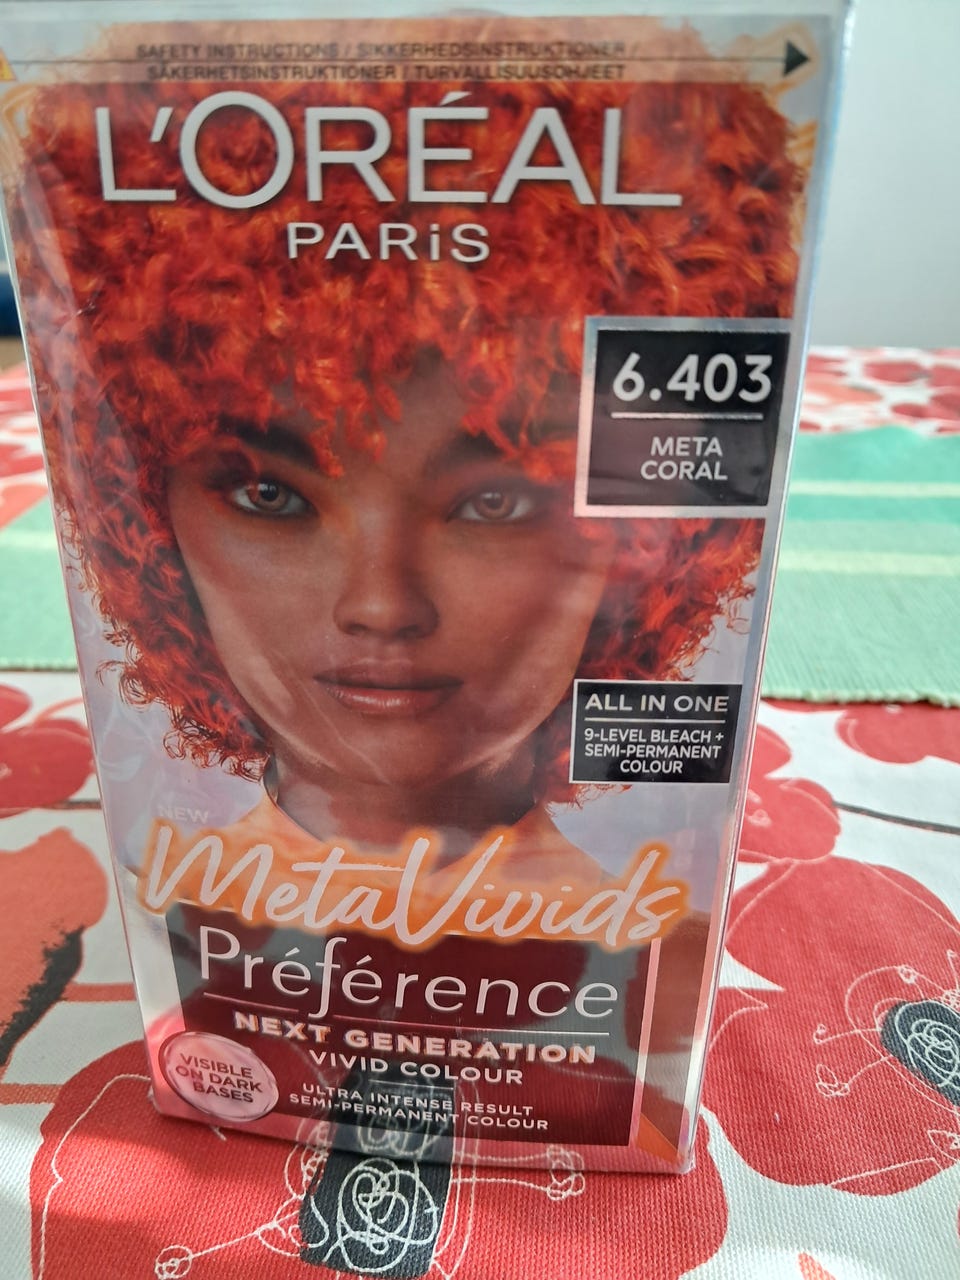 SAFETY INSTRUCTIONS / SIKKERHEDSINSTRUKTIONER /
SÄKERHETSINSTRUKTIONER / TURVALLISUUSOHJEET
L'ORÉAL
PARiS
6.403
META
CORAL
ALL IN ONE
9-LEVEL BLEACH +
SEMI-PERMANENT
COLOUR
NEW
MetaVivids
Préférence
NEXT GENERATION
VIVID COLOUR
ULTRA INTENSE RESULT
SEMI-PERMANENT COLOUR
VISIBLE
ON DARK
BASES